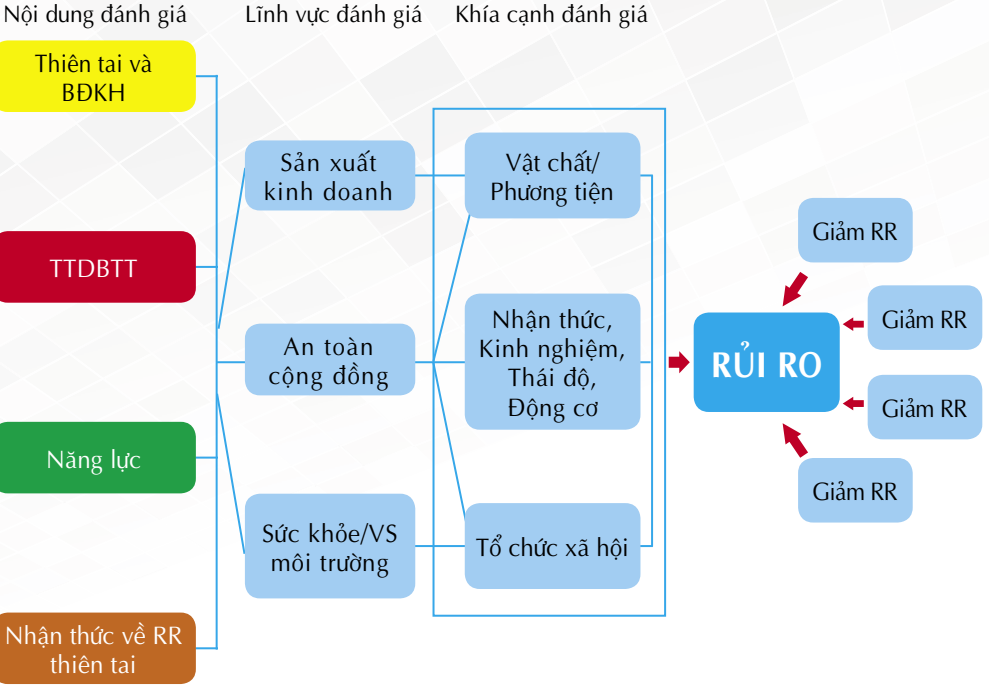 Nội dung đánh giá
Lĩnh vực đánh giá
Khía cạnh đánh giá
Thiên tai và
BĐKH
TTDBTT
Năng lực
Nhận thức về RR
thiên tai
Sản xuất
kinh doanh
An toàn
cộng đồng
Sức khỏe/VS
môi trường
Vật chất/
Phương tiện
Nhận thức,
Kinh nghiệm,
Thái độ,
Động cơ
Tổ chức xã hội
RỦI RO
Giảm RR
Giảm RR
Giảm RR
Giảm RR